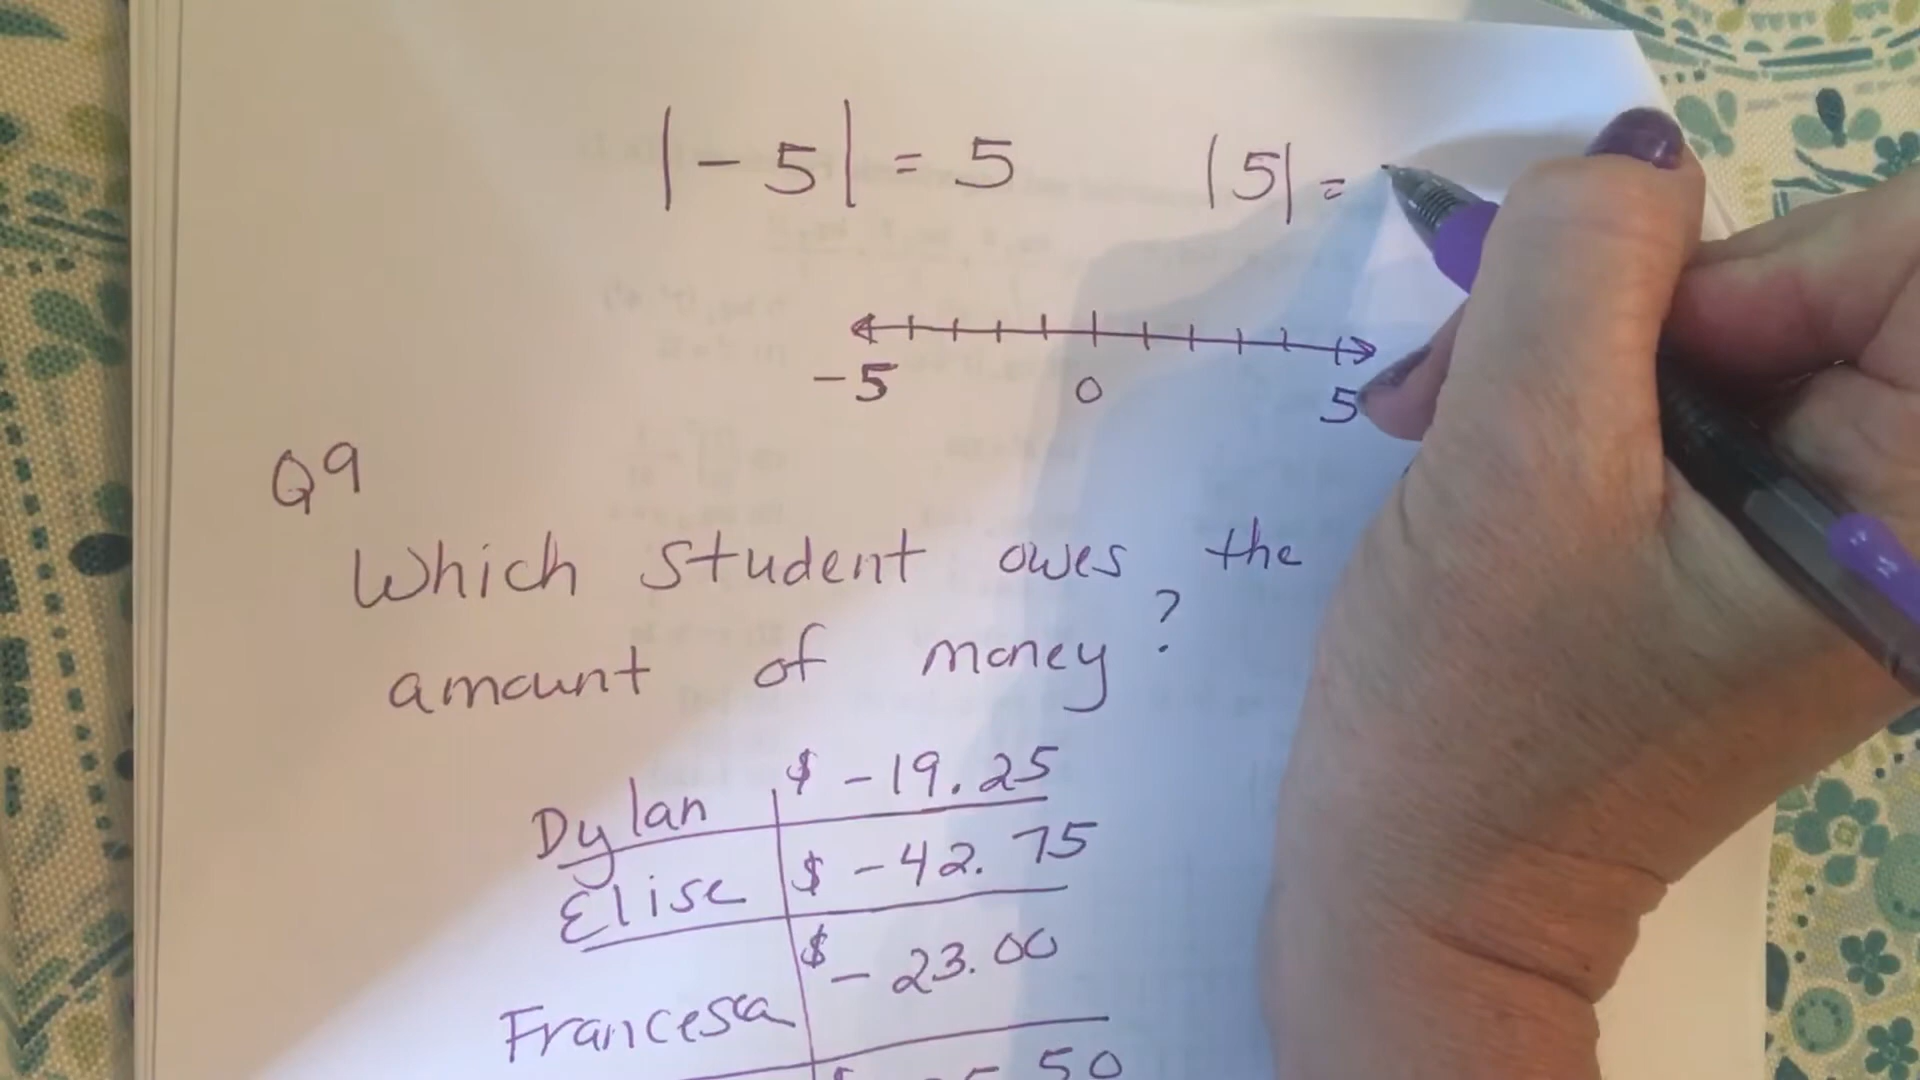 |-5| = 5 |5| =
-5 0 5
Q9
Which student owes the
amount of money?
Dylan $ -19.25
Elise $ -42.75
Francesca $ -23.00
50